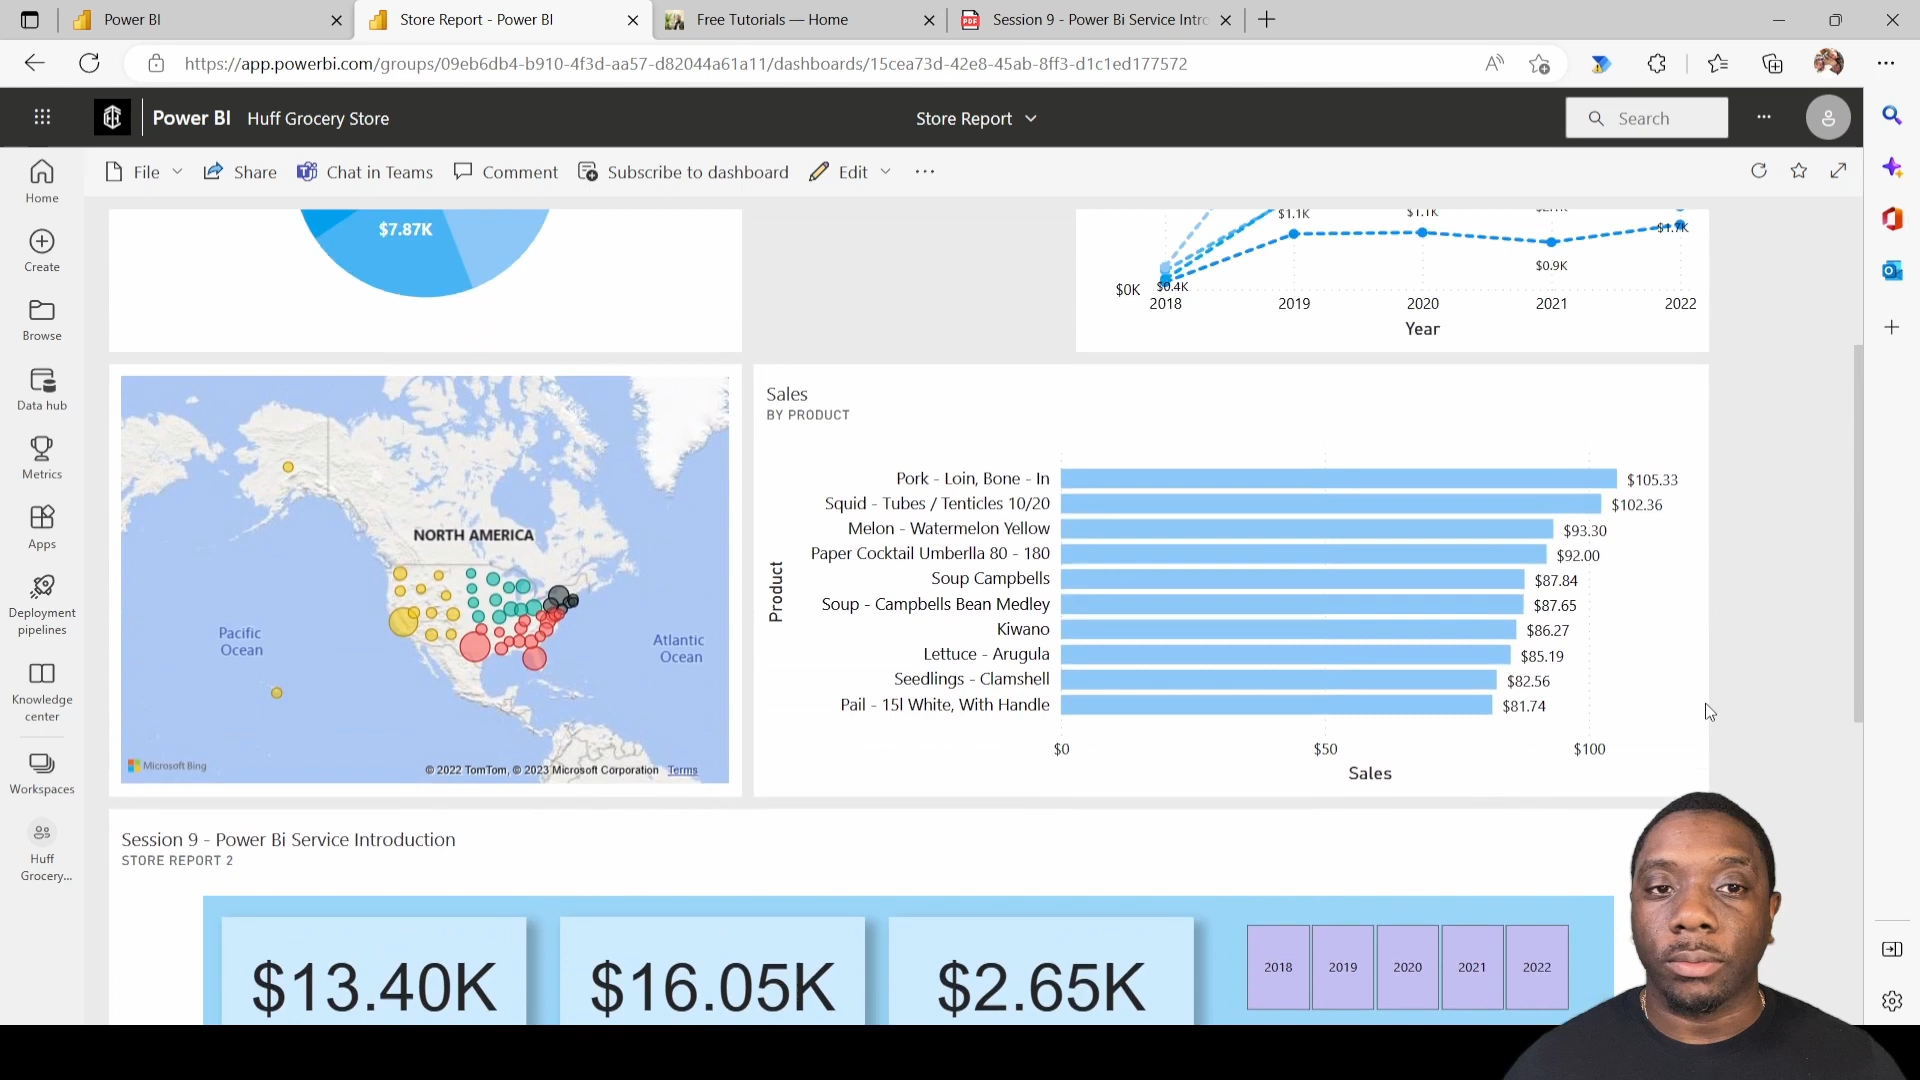 Power BI
Store Report - Power BI
Free Tutorials — Home
Session 9 - Power Bi Service Intro
https://app.powerbi.com/groups/09eb6db4-b910-4f3d-aa57-d82044a61a11/dashboards/15cea73d-42e8-45ab-8ff3-d1c1ed177572
Power BI Huff Grocery Store
Store Report
Search
File
Share
Chat in Teams
Comment
Subscribe to dashboard
Edit
Home
Create
Browse
Data hub
Metrics
Apps
Deployment
pipelines
Knowledge
center
Workspaces
Huff
Grocery...
$7.87K
$1.1K
$1.1K
$1.7K
$0.9K
$0K
$0.4K
2018 2019 2020 2021 2022
Year
NORTH AMERICA
Pacific
Ocean
Atlantic
Ocean
Microsoft Bing
© 2022 TomTom, © 2023 Microsoft Corporation Terms
Sales
BY PRODUCT
Product
Pork - Loin, Bone - In $105.33
Squid - Tubes / Tenticles 10/20 $102.36
Melon - Watermelon Yellow $93.30
Paper Cocktail Umberlla 80 - 180 $92.00
Soup Campbells $87.84
Soup - Campbells Bean Medley $87.65
Kiwano $86.27
Lettuce - Arugula $85.19
Seedlings - Clamshell $82.56
Pail - 15l White, With Handle $81.74
$0 $50 $100
Sales
Session 9 - Power Bi Service Introduction
STORE REPORT 2
$13.40K $16.05K $2.65K
2018 2019 2020 2021 2022